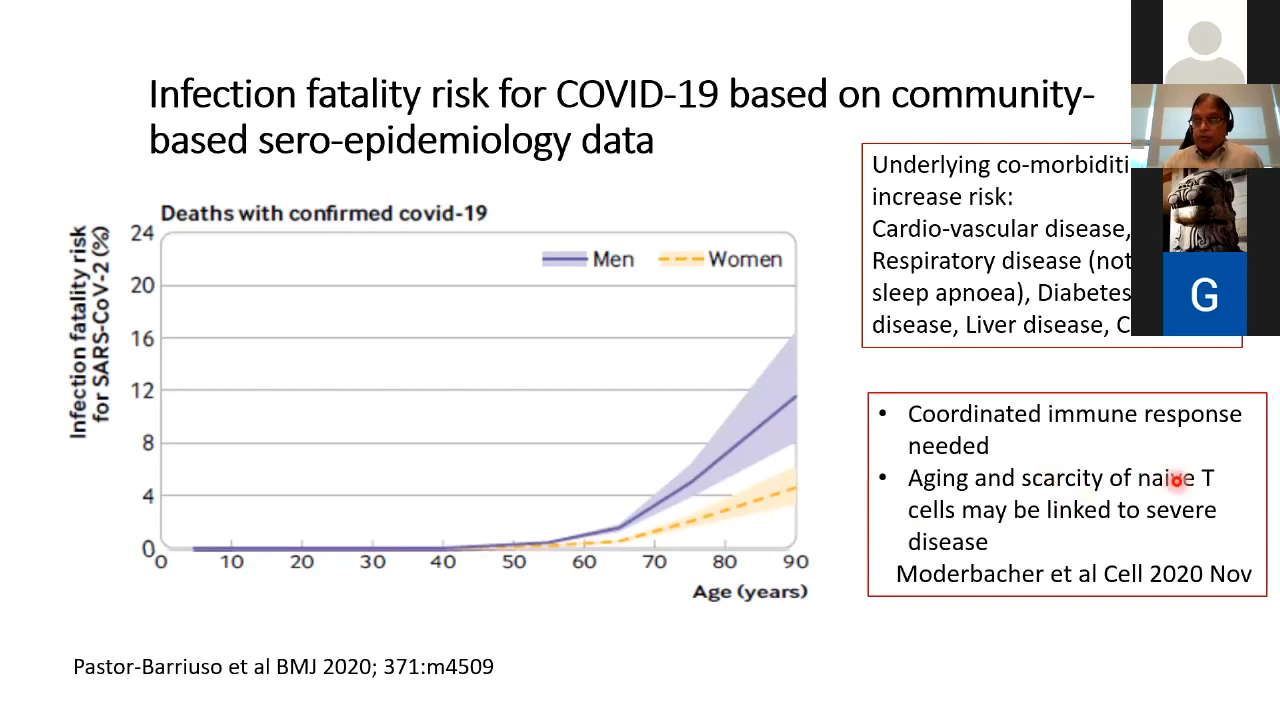 Infection fatality risk for COVID-19 based on community-
based sero-epidemiology data
Underlying co-morbiditi
increase risk:
Cardio-vascular disease,
Respiratory disease (not
sleep apnoea), Diabetes
disease, Liver disease, C
G
Deaths with confirmed covid-19
Infection fatality risk
for SARS-CoV-2 (%)
24
20
16
12
8
4
0
Men
Women
0 10 20 30 40 50 60 70 80 90
Age (years)
• Coordinated immune response
needed
• Aging and scarcity of naive T
cells may be linked to severe
disease
Moderbacher et al Cell 2020 Nov
Pastor-Barriuso et al BMJ 2020; 371:m4509